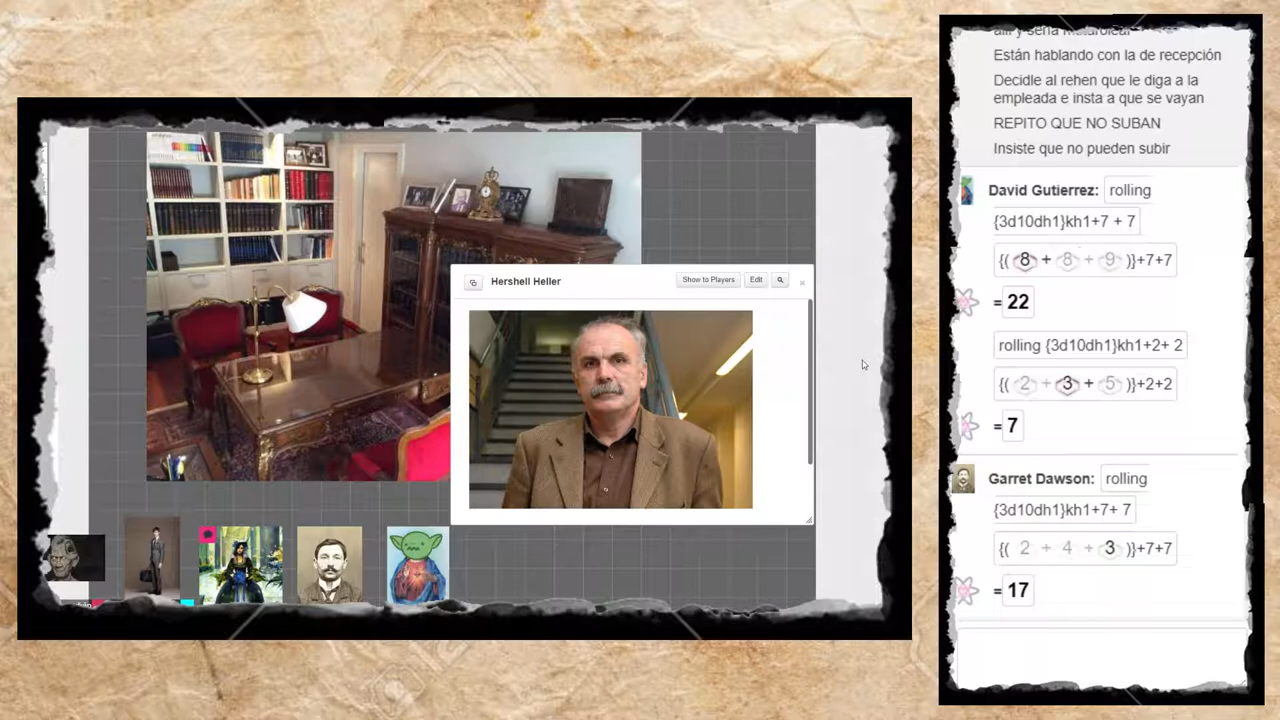 Hershell Heller
Show to Players
Edit
Están hablando con la de recepción
Decidle al rehen que le diga a la
empleada e insta a que se vayan
REPITO QUE NO SUBAN
Insiste que no pueden subir
David Gutierrez: rolling
{3d10dh1}kh1+7 + 7
{( 8 + 8 + 9 )}+7+7
= 22
rolling {3d10dh1}kh1+2+ 2
{( 2 + 3 + 5 )}+2+2
= 7
Garret Dawson: rolling
{3d10dh1}kh1+7+ 7
{( 2 + 4 + 3 )}+7+7
= 17